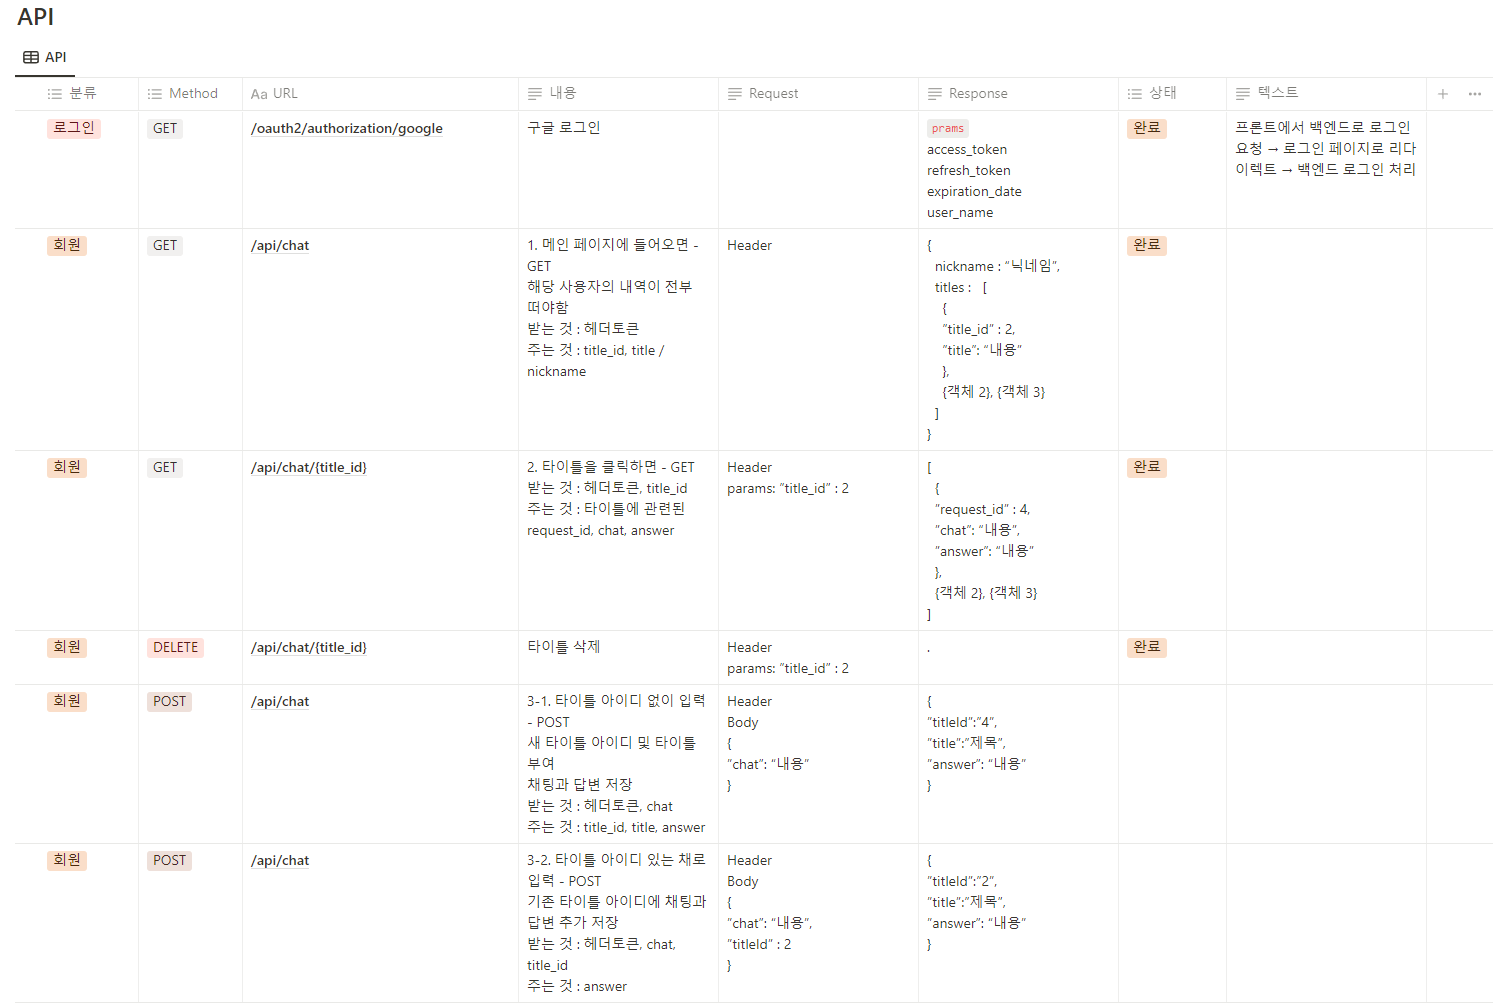 API
API
분류 Method Aa URL 내용 Request Response 상태 텍스트
로그인 GET /oauth2/authorization/google 구글 로그인
prams
access_token
refresh_token
expiration_date
user_name
완료
프론트에서 백엔드로 로그인
요청 → 로그인 페이지로 리다
이렉트 → 백엔드 로그인 처리
회원 GET /api/chat
1. 메인 페이지에 들어오면 -
GET
해당 사용자의 내역이 전부
떠야함
받는 것 : 헤더토큰
주는 것 : title_id, title /
nickname
Header
{
nickname : “닉네임”,
titles : [
{
”title_id” : 2,
”title”: “내용”
},
{객체 2}, {객체 3}
]
}
완료
회원 GET /api/chat/{title_id}
2. 타이틀을 클릭하면 - GET
받는 것 : 헤더토큰, title_id
주는 것 : 타이틀에 관련된
request_id, chat, answer
Header
params: ”title_id” : 2
[
{
”request_id” : 4,
”chat”: “내용”,
”answer”: “내용”
},
{객체 2}, {객체 3}
]
완료
회원 DELETE /api/chat/{title_id} 타이틀 삭제
Header
params: ”title_id” : 2
.
완료
회원 POST /api/chat
3-1. 타이틀 아이디 없이 입력
- POST
새 타이틀 아이디 및 타이틀
부여
채팅과 답변 저장
받는 것 : 헤더토큰, chat
주는 것 : title_id, title, answer
Header
Body
{
”chat”: “내용”
}
{
”titleId”:”4”,
”title”:”제목”,
”answer”: “내용”
}
회원 POST /api/chat
3-2. 타이틀 아이디 있는 채로
입력 - POST
기존 타이틀 아이디에 채팅과
답변 추가 저장
받는 것 : 헤더토큰, chat,
title_id
주는 것 : answer
Header
Body
{
”chat”: “내용”,
”titleId” : 2
}
{
”titleId”:”2”,
”title”:”제목”,
”answer”: “내용”
}